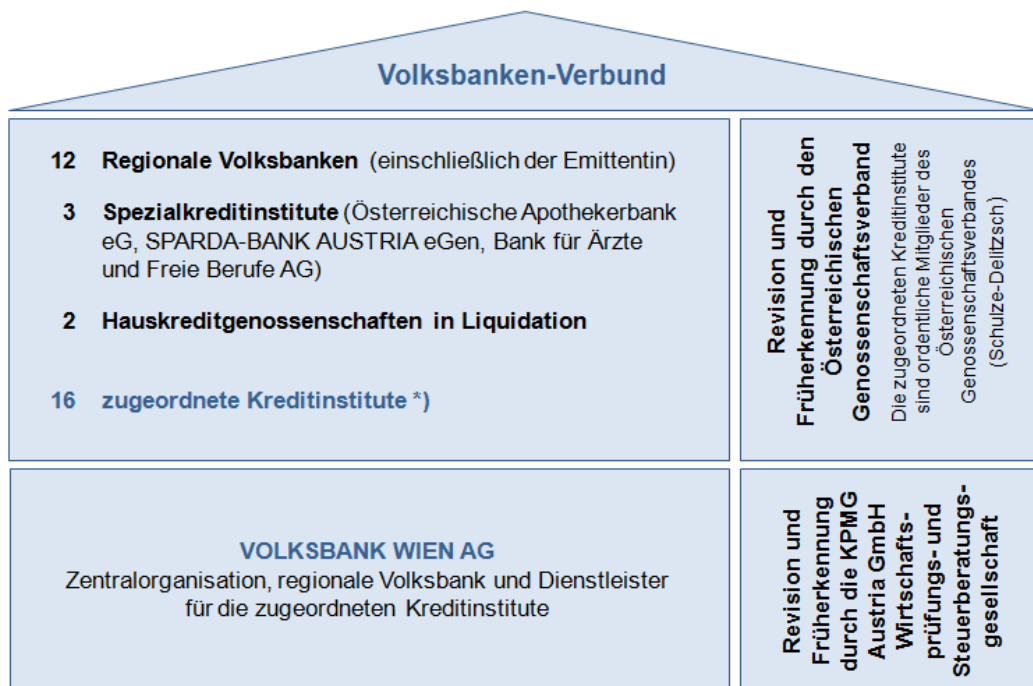 Volksbanken-Verbund
12 Regionale Volksbanken (einschließlich der Emittentin)
3 Spezialkreditinstitute (Österreichische Apothekerbank
eG, SPARDA-BANK AUSTRIA eGen, Bank für Ärzte
und Freie Berufe AG)
2 Hauskreditgenossenschaften in Liquidation
16 zugeordnete Kreditinstitute *)
Revision und
Früherkennung durch den
Österreichischen
Genossenschaftsverband
Die zugeordneten Kreditinstitute
sind ordentliche Mitglieder des
Österreichischen
Genossenschaftsverbandes
(Schulze-Delitzsch)
VOLKSBANK WIEN AG
Zentralorganisation, regionale Volksbank und Dienstleister
für die zugeordneten Kreditinstitute
Revision und
Früherkennung
durch die KPMG
Austria GmbH
Wirtschafts-
prüfungs- und
Steuerberatungs-
gesellschaft